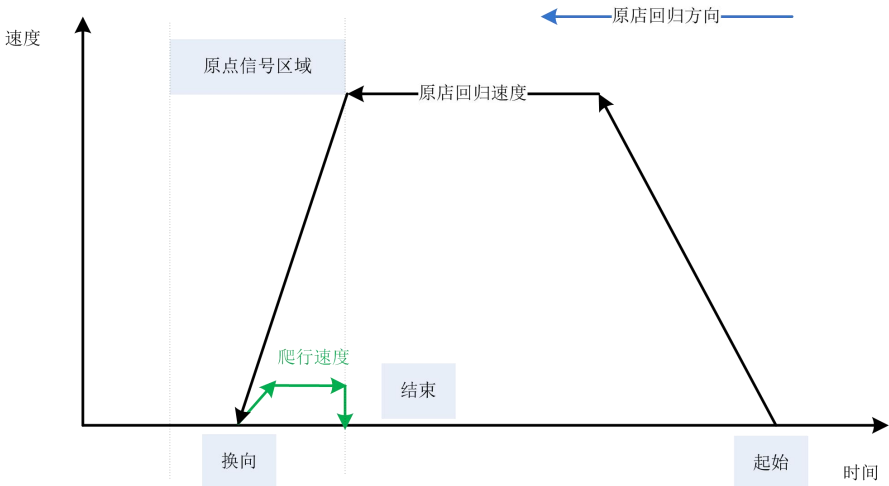 原店回归方向
速度
原点信号区域
原店回归速度
爬行速度
结束
换向
起始
时间